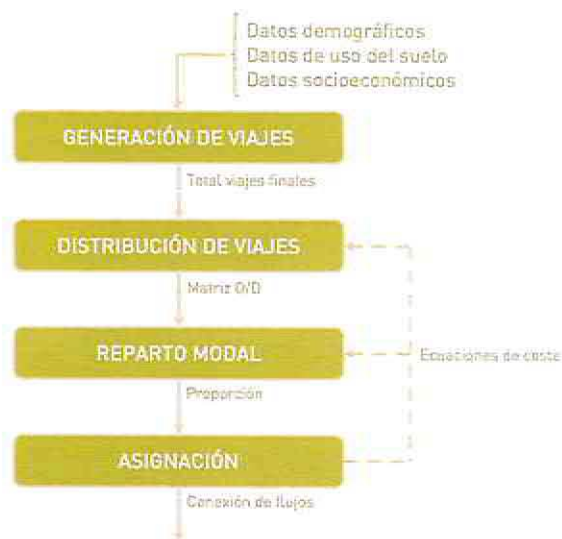 Datos demográficos
Datos de uso del suelo
Datos socioeconómicos
GENERACIÓN DE VIAJES
Total viajes finales
DISTRIBUCIÓN DE VIAJES
Matriz O/D
REPARTO MODAL
Ecuaciones de coste
Proporción
ASIGNACIÓN
Conexión de flujos